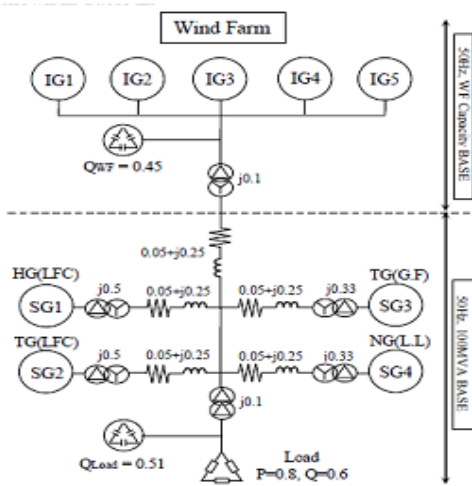 Wind Farm
IG1 IG2 IG3 IG4 IG5
QWF = 0.45
j0.1
50Hz, WF Capacity BASE
0.05+j0.25
HG(LFC) j0.5 0.05+j0.25 0.05+j0.25 j0.33 TG(G.F)
SG1 SG3
TG(LFC) j0.5 0.05+j0.25 0.05+j0.25 j0.33 NG(L.L)
SG2 SG4
j0.1
50Hz, 100MVA BASE
QLoad = 0.51
Load
P=0.8, Q=0.6